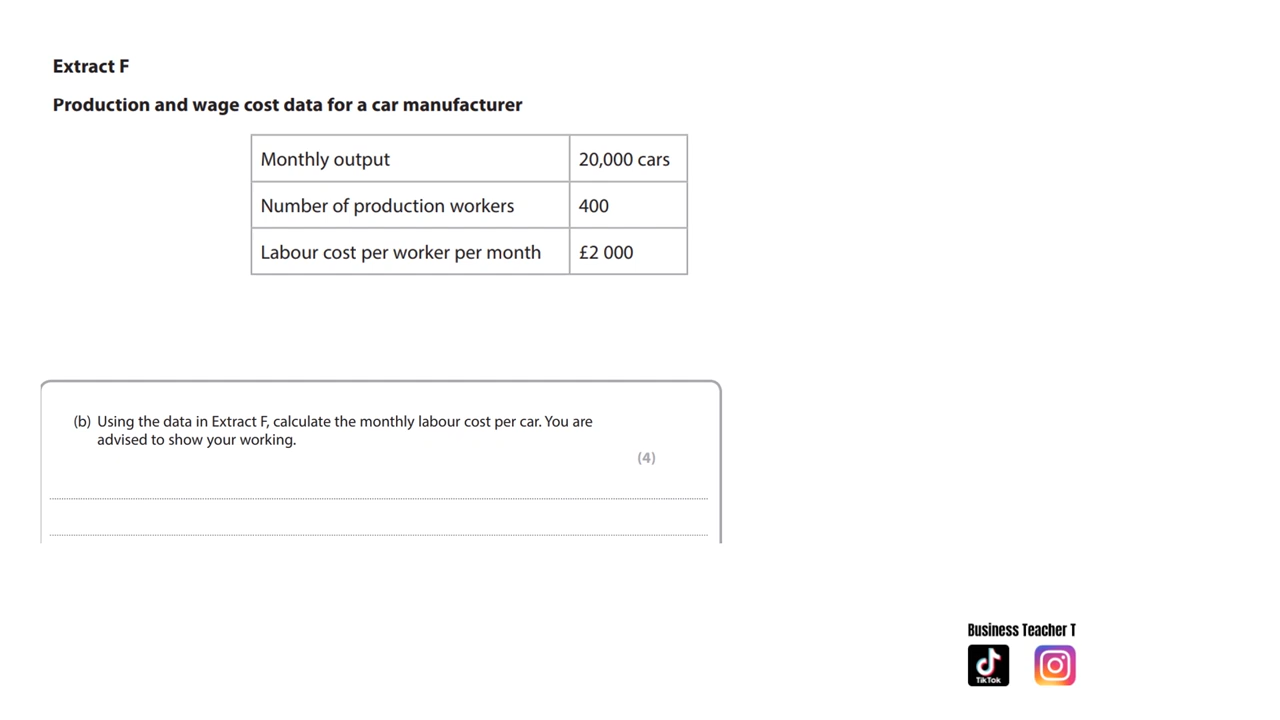 Extract F
Production and wage cost data for a car manufacturer
Monthly output 20,000 cars
Number of production workers 400
Labour cost per worker per month £2 000
(b) Using the data in Extract F, calculate the monthly labour cost per car. You are
advised to show your working.
(4)
Business Teacher T
TikTok